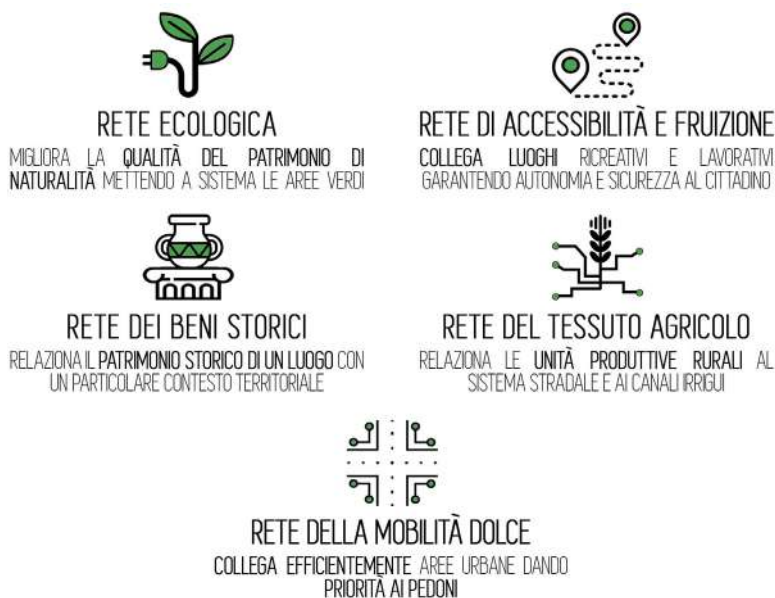 RETE ECOLOGICA
MIGLIORA LA QUALITÀ DEL PATRIMONIO DI
NATURALITÀ METTENDO A SISTEMA LE AREE VERDI
RETE DI ACCESSIBILITÀ E FRUIZIONE
COLLEGA LUOGHI RICREATIVI E LAVORATIVI
GARANTENDO AUTONOMIA E SICUREZZA AL CITTADINO
RETE DEI BENI STORICI
RELAZIONA IL PATRIMONIO STORICO DI UN LUOGO CON
UN PARTICOLARE CONTESTO TERRITORIALE
RETE DEL TESSUTO AGRICOLO
RELAZIONA LE UNITÀ PRODUTTIVE RURALI AL
SISTEMA STRADALE E AI CANALI IRRIGUI
RETE DELLA MOBILITÀ DOLCE
COLLEGA EFFICIENTEMENTE AREE URBANE DANDO
PRIORITÀ AI PEDONI